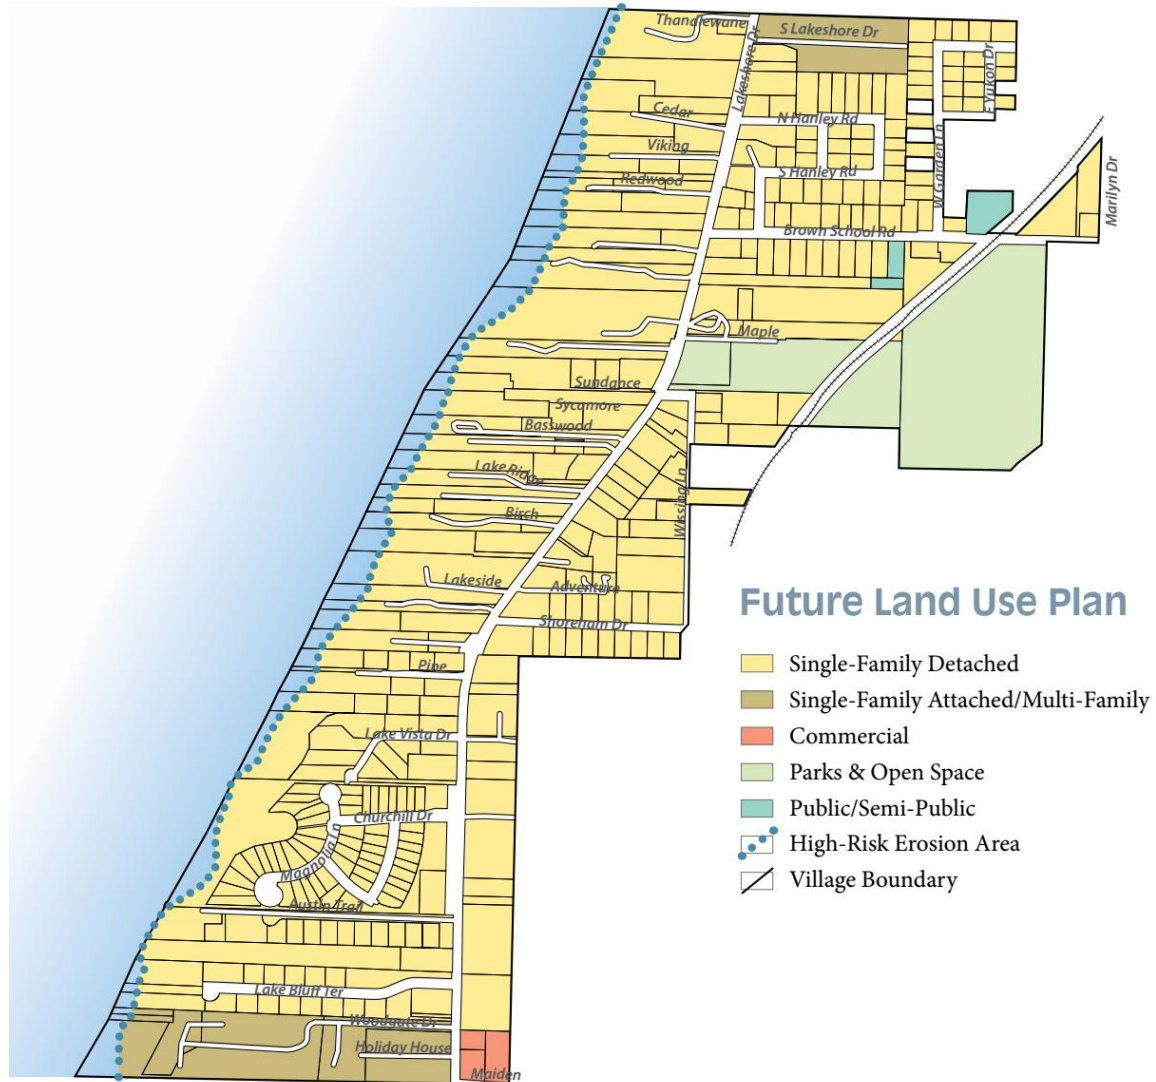 Thandlewane
S Lakeshore Dr
Lakeshore Dr
E Yukon Dr
Cedar
N Hanley Rd
Viking
W Garden Ln
S Hanley Rd
Redwood
Marilyn Dr
Brown School Rd
Maple
Sundance
Sycamore
Basswood
Lake Ridge
Wissing Ln
Birch
Lakeside
Adventure
Shoreham Dr
Pine
Lake Vista Dr
Churchill Dr
Magnolia Ln
Austin Trail
Lake Bluff Ter
Woodgate Dr
Holiday House
Maiden
Future Land Use Plan
Single-Family Detached
Single-Family Attached/Multi-Family
Commercial
Parks & Open Space
Public/Semi-Public
High-Risk Erosion Area
Village Boundary